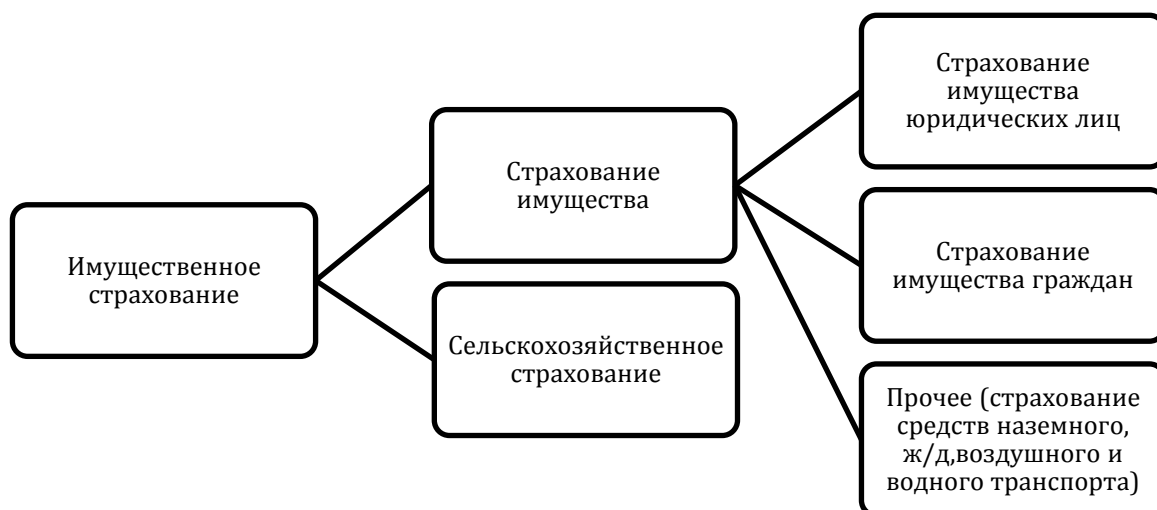 Имущественное
страхование
Страхование
имущества
Сельскохозяйственное
страхование
Страхование
имущества
юридических лиц
Страхование
имущества граждан
Прочее (страхование
средств наземного,
ж/д,воздушного и
водного транспорта)